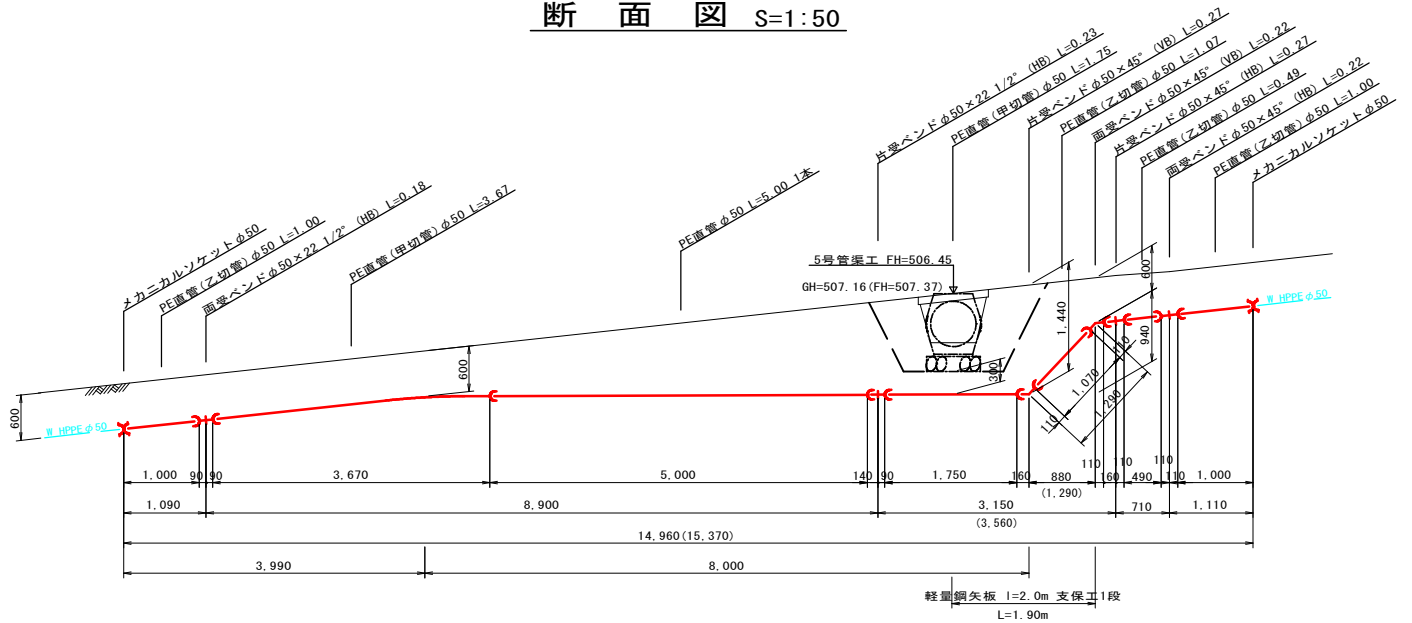 断面図 S=1:50
メカニカルソケットφ50
PE直管(乙切管)φ50 L=1.00
両受ベンドφ50×22 1/2° (HB) L=0.18
PE直管(甲切管)φ50 L=3.67
PE直管φ50 L=5.00 1本
片受ベンドφ50×22 1/2° (HB) L=0.23
PE直管(甲切管)φ50 L=1.75
片受ベンドφ50×45° (VB) L=0.27
PE直管(乙切管)φ50 L=1.07
両受ベンドφ50×45° (VB) L=0.22
片受ベンドφ50×45° (HB) L=0.27
PE直管(乙切管)φ50 L=0.49
両受ベンドφ50×45° (HB) L=0.22
PE直管(乙切管)φ50 L=1.00
メカニカルソケットφ50
5号管渠工 FH=506.45
GH=507.16(FH=507.37)
600
1,440
940
300
600
600
110
1,070
1,290
110
W HPPEφ50
W HPPEφ50
110
110
110
1,000
90
90
3,670
5,000
140
90
1,750
160
880
160
490
110
1,000
(1,290)
1,090
8,900
3,150
710
1,110
(3,560)
14,960(15,370)
3,990
8,000
軽量鋼矢板 l=2.0m 支保工1段
L=1.90m